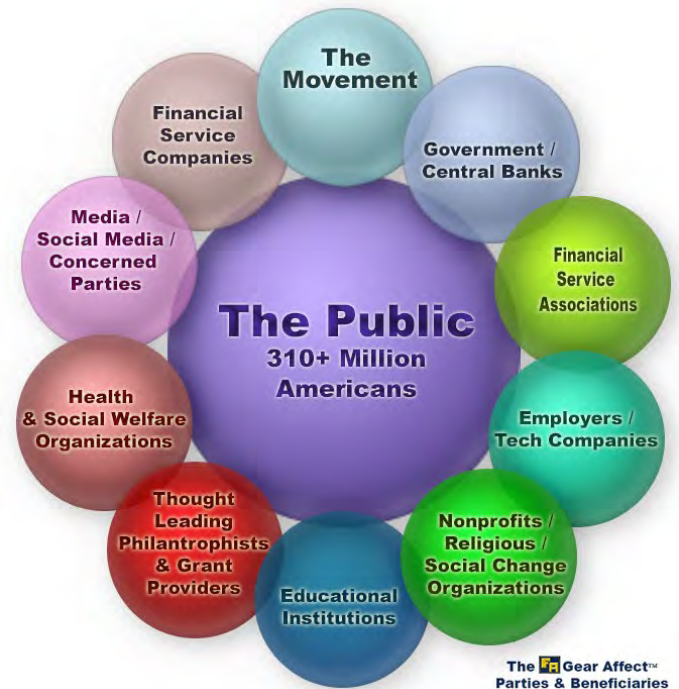 The
Movement
Government /
Central Banks
Financial
Service
Associations
Employers /
Tech Companies
Nonprofits /
Religious /
Social Change
Organizations
Educational
Institutions
Thought
Leading
Philantrophists
& Grant
Providers
Health
& Social Welfare
Organizations
Media /
Social Media /
Concerned
Parties
Financial
Service
Companies
The Public
310+ Million
Americans
The FA Gear Affect™
Parties & Beneficiaries